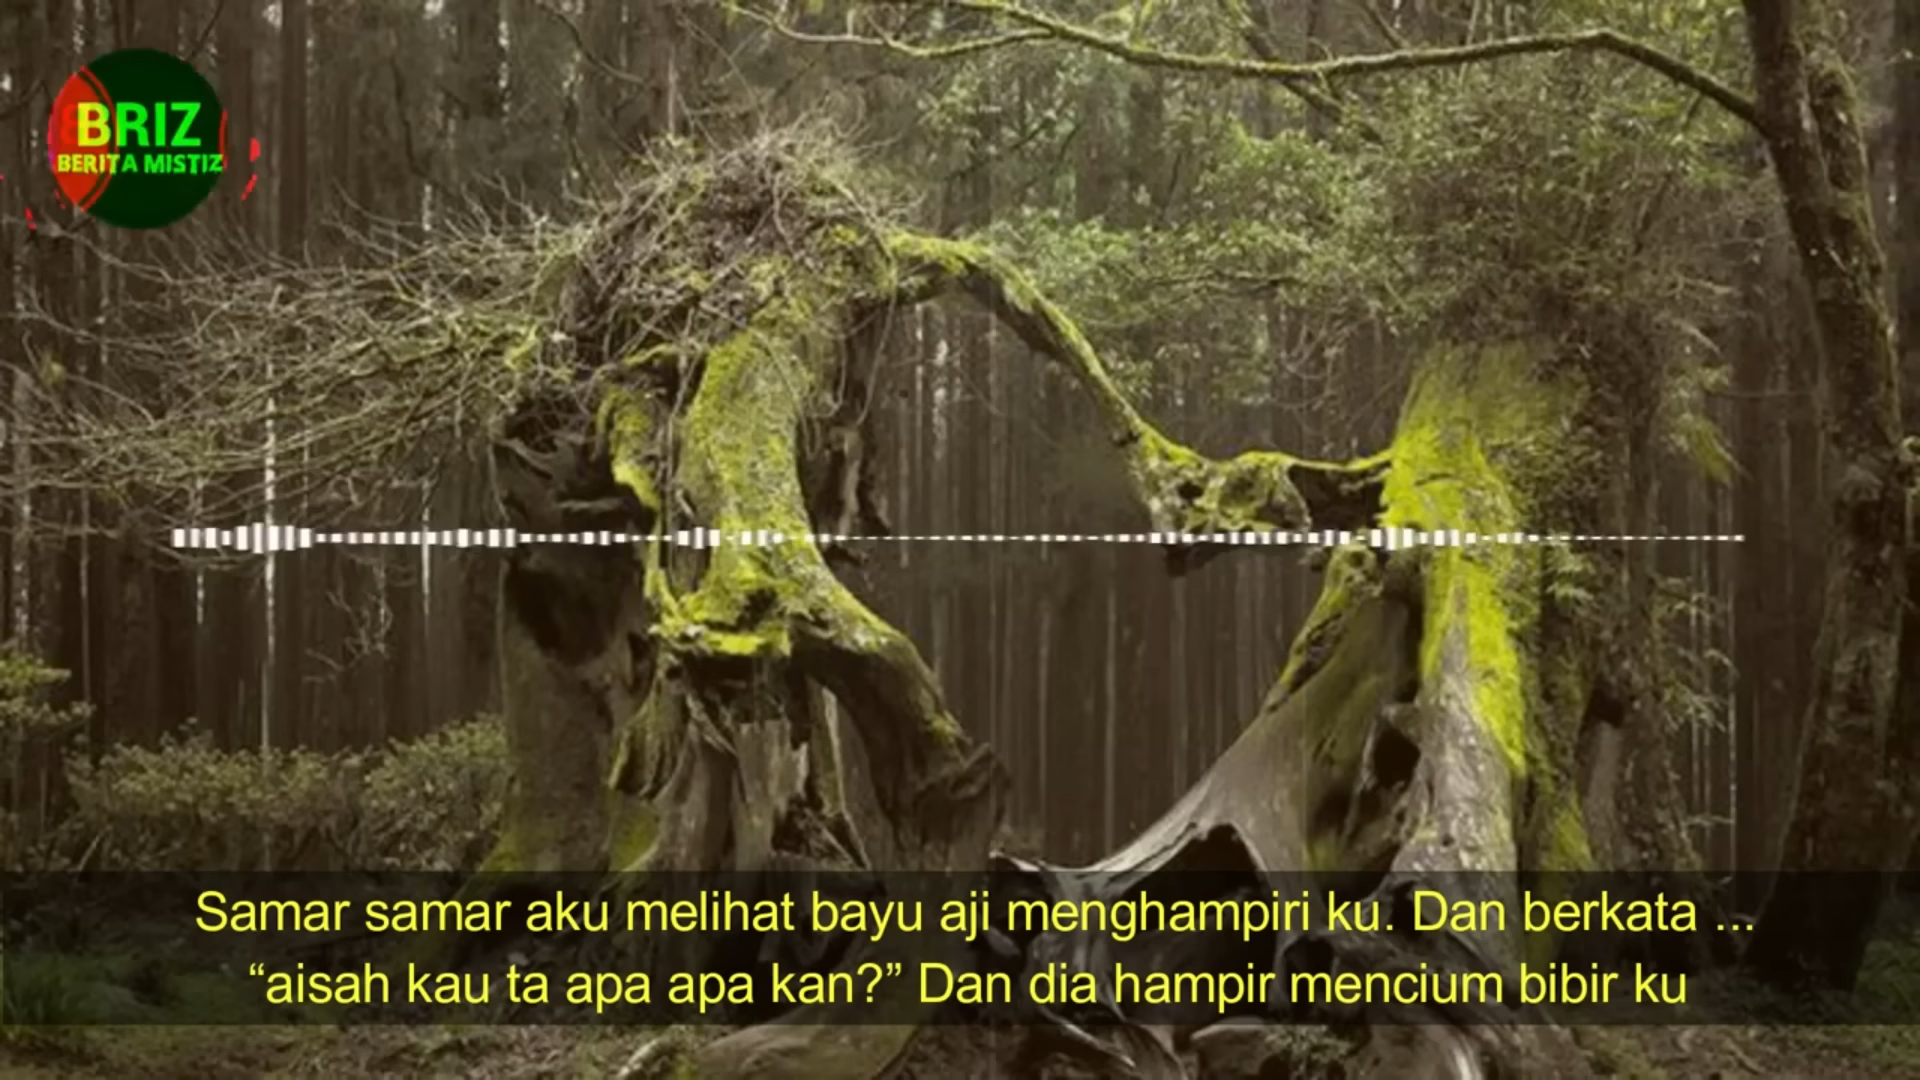 BRIZ
BERITA MISTIZ
Samar samar aku melihat bayu aji menghampiri ku. Dan berkata ...
“aisah kau ta apa apa kan?” Dan dia hampir mencium bibir ku